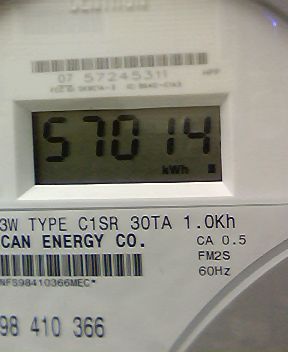 07 57245311
57014
kWh
3W TYPE C1SR 30TA 1.0Kh
CAN ENERGY CO.
CA 0.5
FM2S
60Hz
NFS98410366MEC*
98 410 366